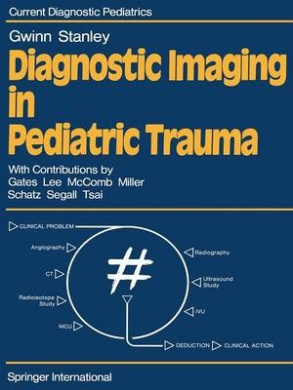 Current Diagnostic Pediatrics
Gwinn Stanley
Diagnostic Imaging
in
Pediatric Trauma
With Contributions by
Gates Lee McComb Miller
Schatz Segall Tsai
CLINICAL PROBLEM
Angiography
Radiography
CT
#
Ultrasound
Study
Radioisotope
Study
IVU
MCU
DEDUCTION
CLINICAL ACTION
Springer International